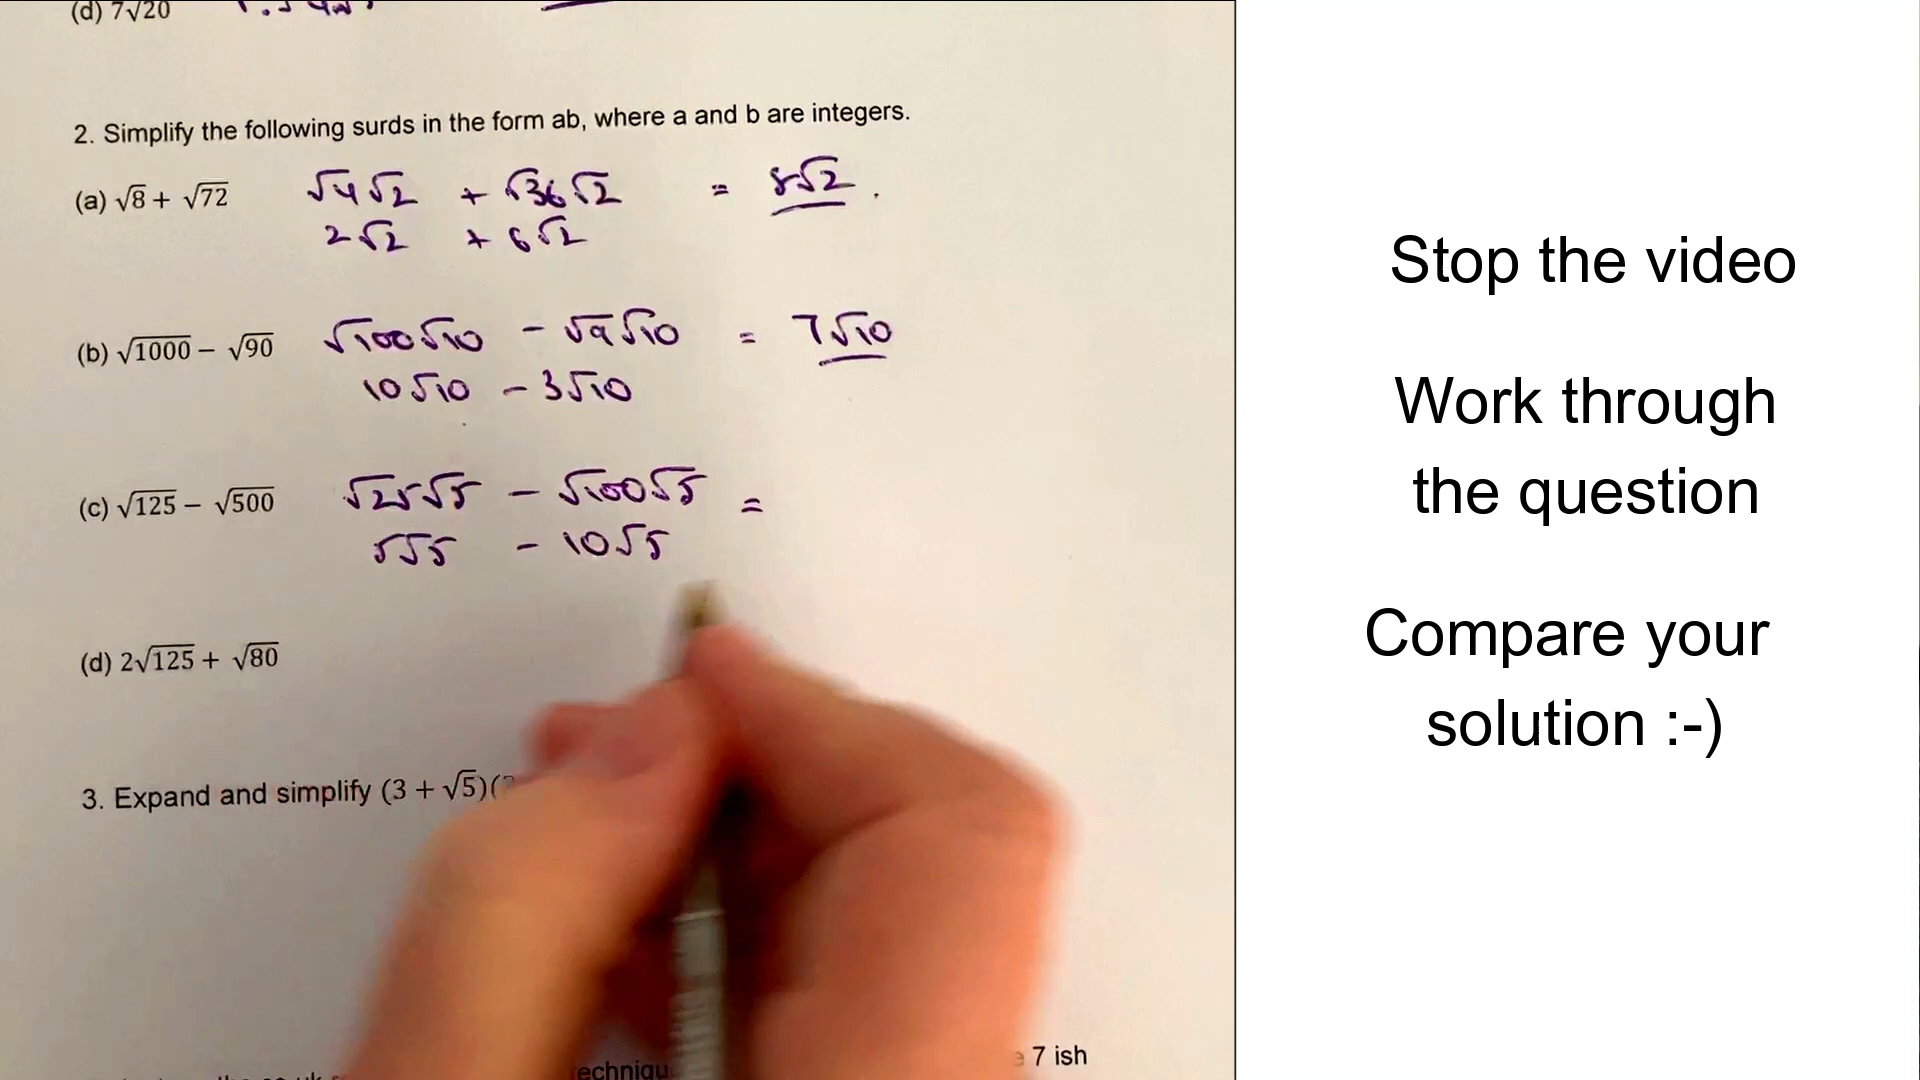 (d) 7√20
2. Simplify the following surds in the form ab, where a and b are integers.
(a) √8 + √72 √4√2 + √36√2 = 8√2.
2√2 + 6√2
(b) √1000 − √90 √100√10 − √9√10 = 7√10
10√10 − 3√10
(c) √125 − √500 √25√5 − √100√5 =
5√5 − 10√5
(d) 2√125 + √80
3. Expand and simplify (3 + √5)(
7 ish
Stop the video
Work through
the question
Compare your
solution :-)